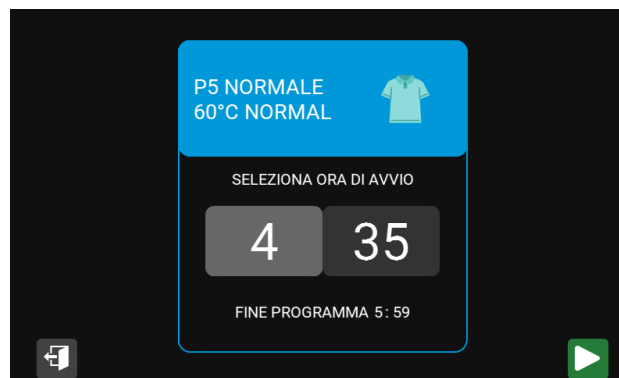 P5 NORMALE
60°C NORMAL
SELEZIONA ORA DI AVVIO
4 35
FINE PROGRAMMA 5:59